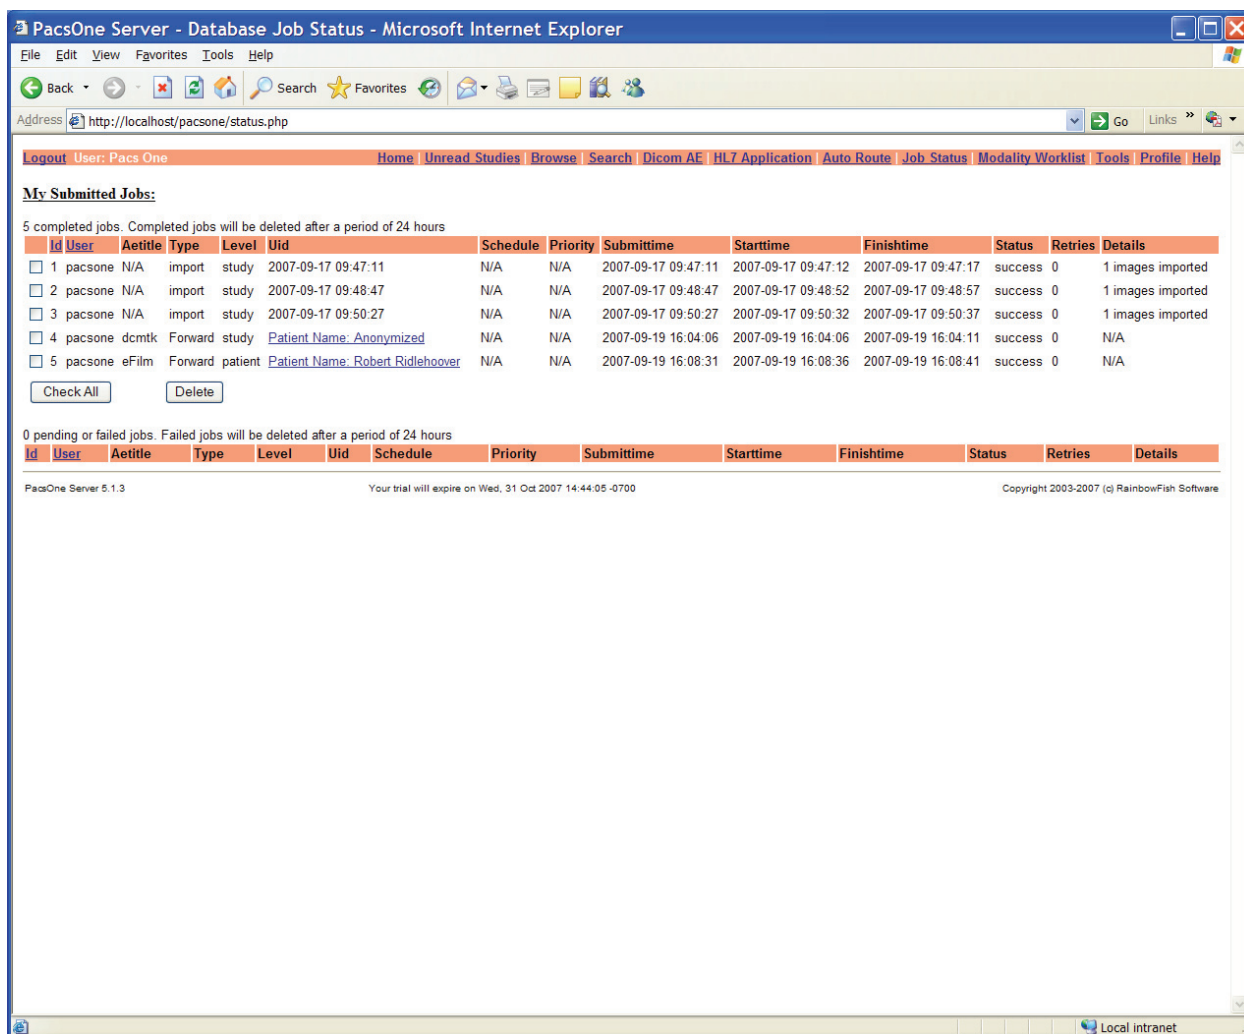 PacsOne Server - Database Job Status - Microsoft Internet Explorer
File Edit View Favorites Tools Help
Back Search Favorites
Address http://localhost/pacsone/status.php Go Links »
Logout User: Pacs One Home | Unread Studies | Browse | Search | Dicom AE | HL7 Application | Auto Route | Job Status | Modality Worklist | Tools | Profile | Help
My Submitted Jobs:
5 completed jobs. Completed jobs will be deleted after a period of 24 hours
Id User Aetitle Type Level Uid Schedule Priority Submittime Starttime Finishtime Status Retries Details
1 pacsone N/A import study 2007-09-17 09:47:11 N/A N/A 2007-09-17 09:47:11 2007-09-17 09:47:12 2007-09-17 09:47:17 success 0 1 images imported
2 pacsone N/A import study 2007-09-17 09:48:47 N/A N/A 2007-09-17 09:48:47 2007-09-17 09:48:52 2007-09-17 09:48:57 success 0 1 images imported
3 pacsone N/A import study 2007-09-17 09:50:27 N/A N/A 2007-09-17 09:50:27 2007-09-17 09:50:32 2007-09-17 09:50:37 success 0 1 images imported
4 pacsone dcmtk Forward study Patient Name: Anonymized N/A N/A 2007-09-19 16:04:06 2007-09-19 16:04:06 2007-09-19 16:04:11 success 0 N/A
5 pacsone eFilm Forward patient Patient Name: Robert Ridlehoover N/A N/A 2007-09-19 16:08:31 2007-09-19 16:08:36 2007-09-19 16:08:41 success 0 N/A
Check All Delete
0 pending or failed jobs. Failed jobs will be deleted after a period of 24 hours
Id User Aetitle Type Level Uid Schedule Priority Submittime Starttime Finishtime Status Retries Details
PacsOne Server 5.1.3 Your trial will expire on Wed, 31 Oct 2007 14:44:05 -0700 Copyright 2003-2007 (c) RainbowFish Software
Local intranet